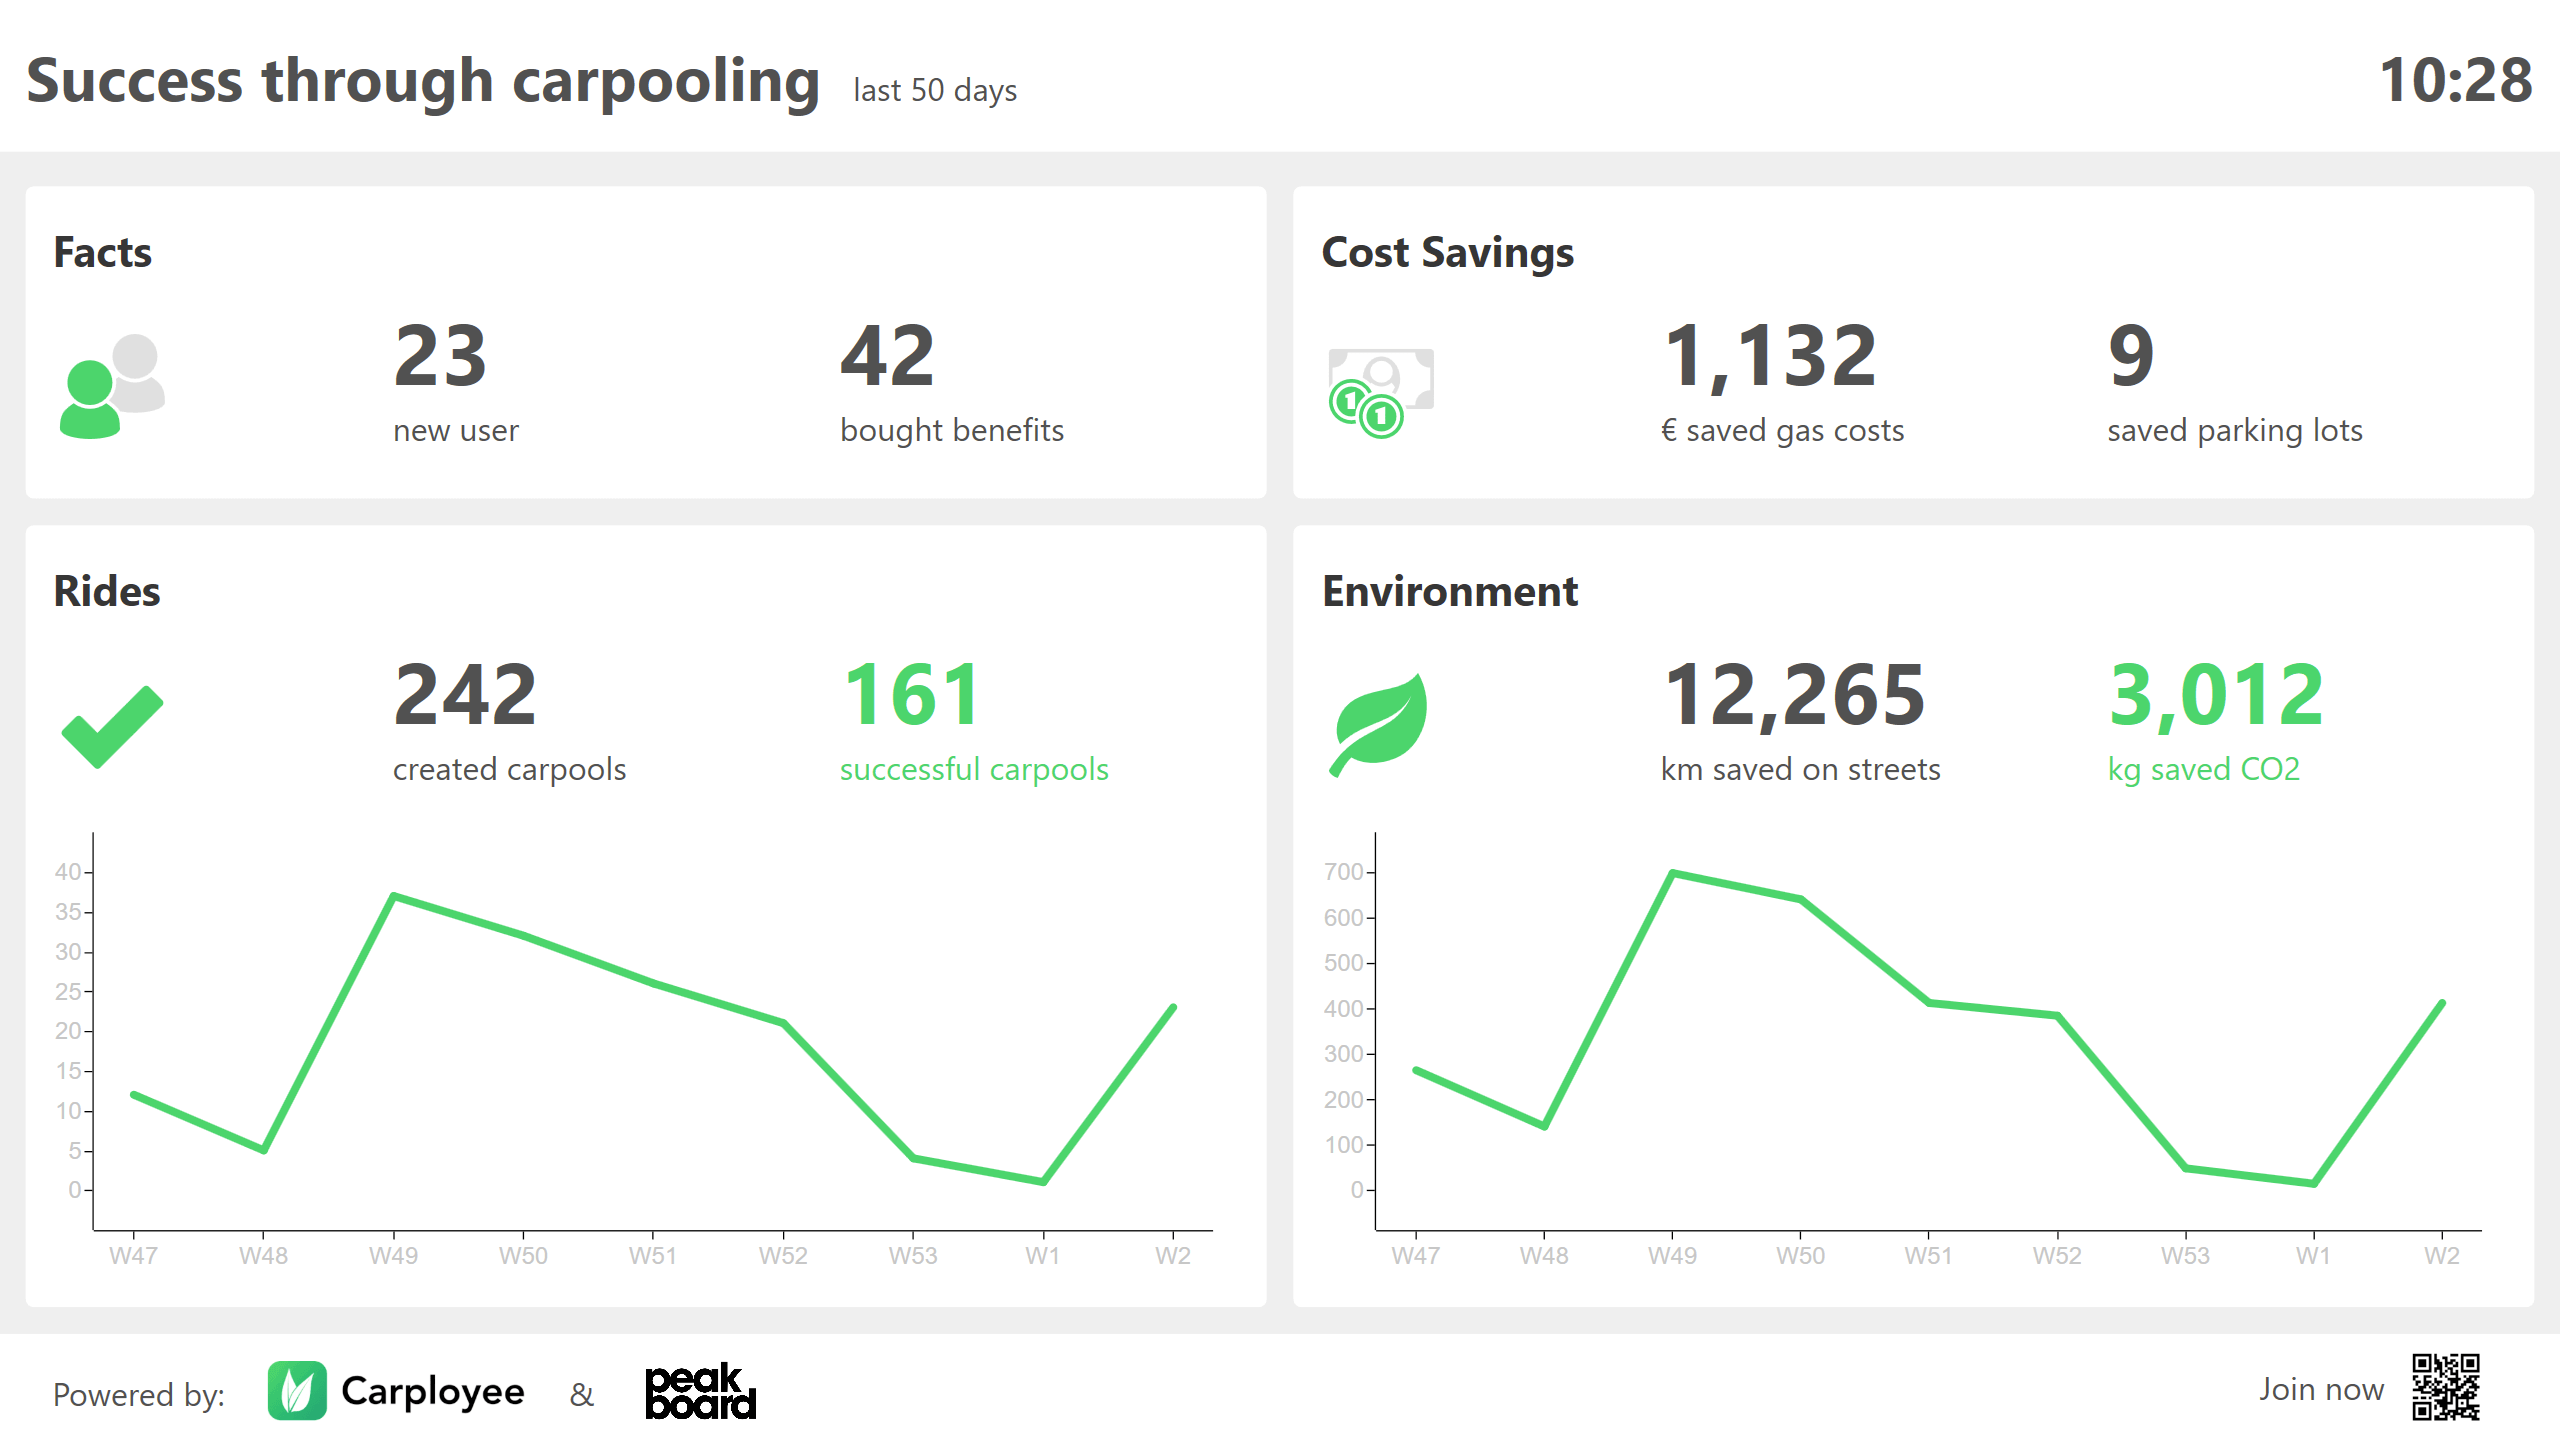 Success through carpooling last 50 days
10:28
Facts
23
new user
42
bought benefits
Cost Savings
1,132
€ saved gas costs
9
saved parking lots
Rides
242
created carpools
161
successful carpools
40
35
30
25
20
15
10
5
0
W47 W48 W49 W50 W51 W52 W53 W1 W2
Environment
12,265
km saved on streets
3,012
kg saved CO2
700
600
500
400
300
200
100
0
W47 W48 W49 W50 W51 W52 W53 W1 W2
Powered by: Carployee & peak
board
Join now